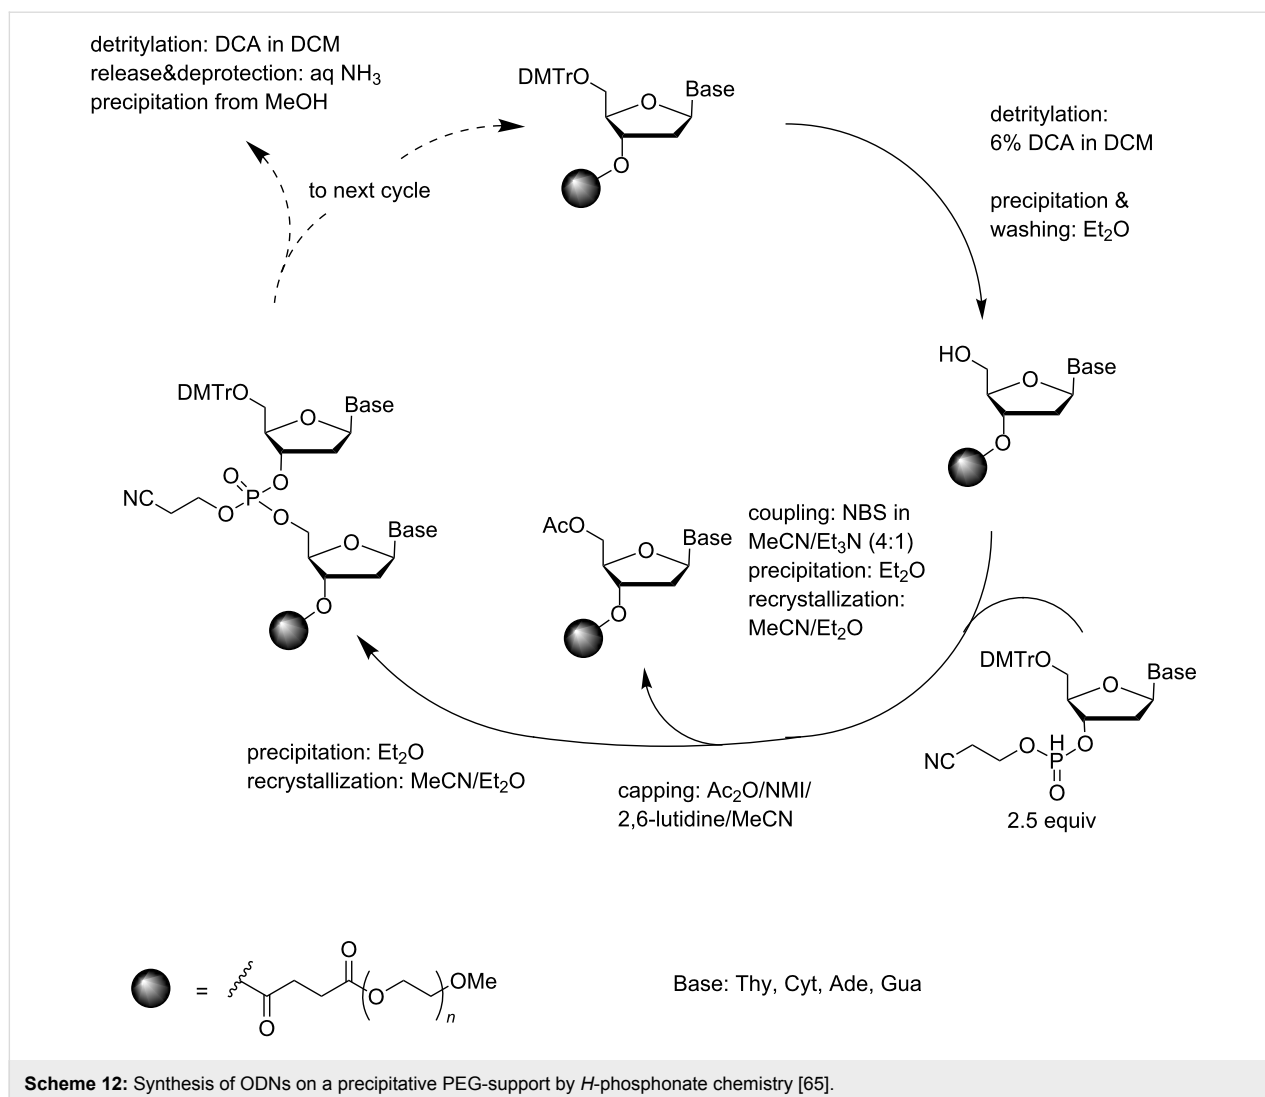 detritylation: DCA in DCM
release&deprotection: aq NH3
precipitation from MeOH
to next cycle
DMTrO
Base
O
O
detritylation:
6% DCA in DCM
precipitation &
washing: Et2O
HO
Base
O
O
DMTrO
Base
O
O
O
P
NC
O
O
Base
O
O
AcO
Base
O
O
coupling: NBS in
MeCN/Et3N (4:1)
precipitation: Et2O
recrystallization:
MeCN/Et2O
DMTrO
Base
O
O
H
O
P
NC
O
2.5 equiv
precipitation: Et2O
recrystallization: MeCN/Et2O
capping: Ac2O/NMI/
2,6-lutidine/MeCN
=
O
O
O
OMe
n
Base: Thy, Cyt, Ade, Gua
Scheme 12: Synthesis of ODNs on a precipitative PEG-support by H-phosphonate chemistry [65].